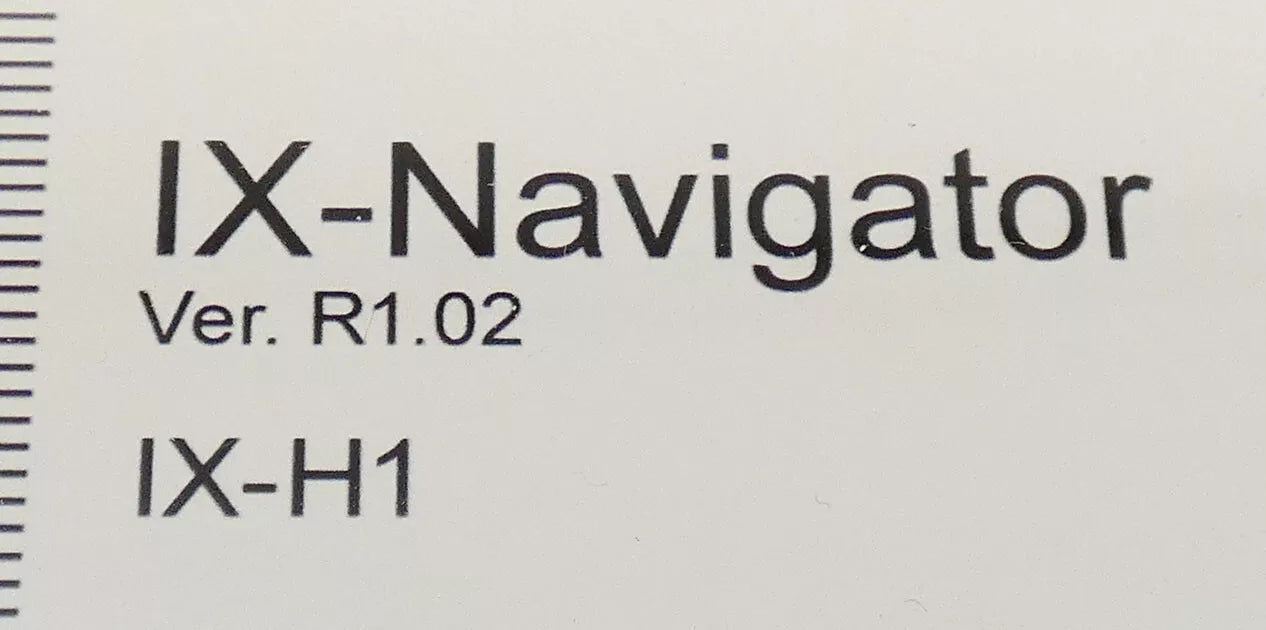 IX-Navigator
Ver. R1.02
IX-H1